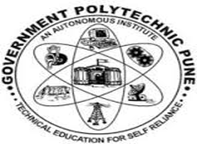 GOVERNMENT POLYTECHNIC PUNE
AN AUTONOMOUS INSTITUTE
TECHNICAL EDUCATION FOR SELF RELIANCE